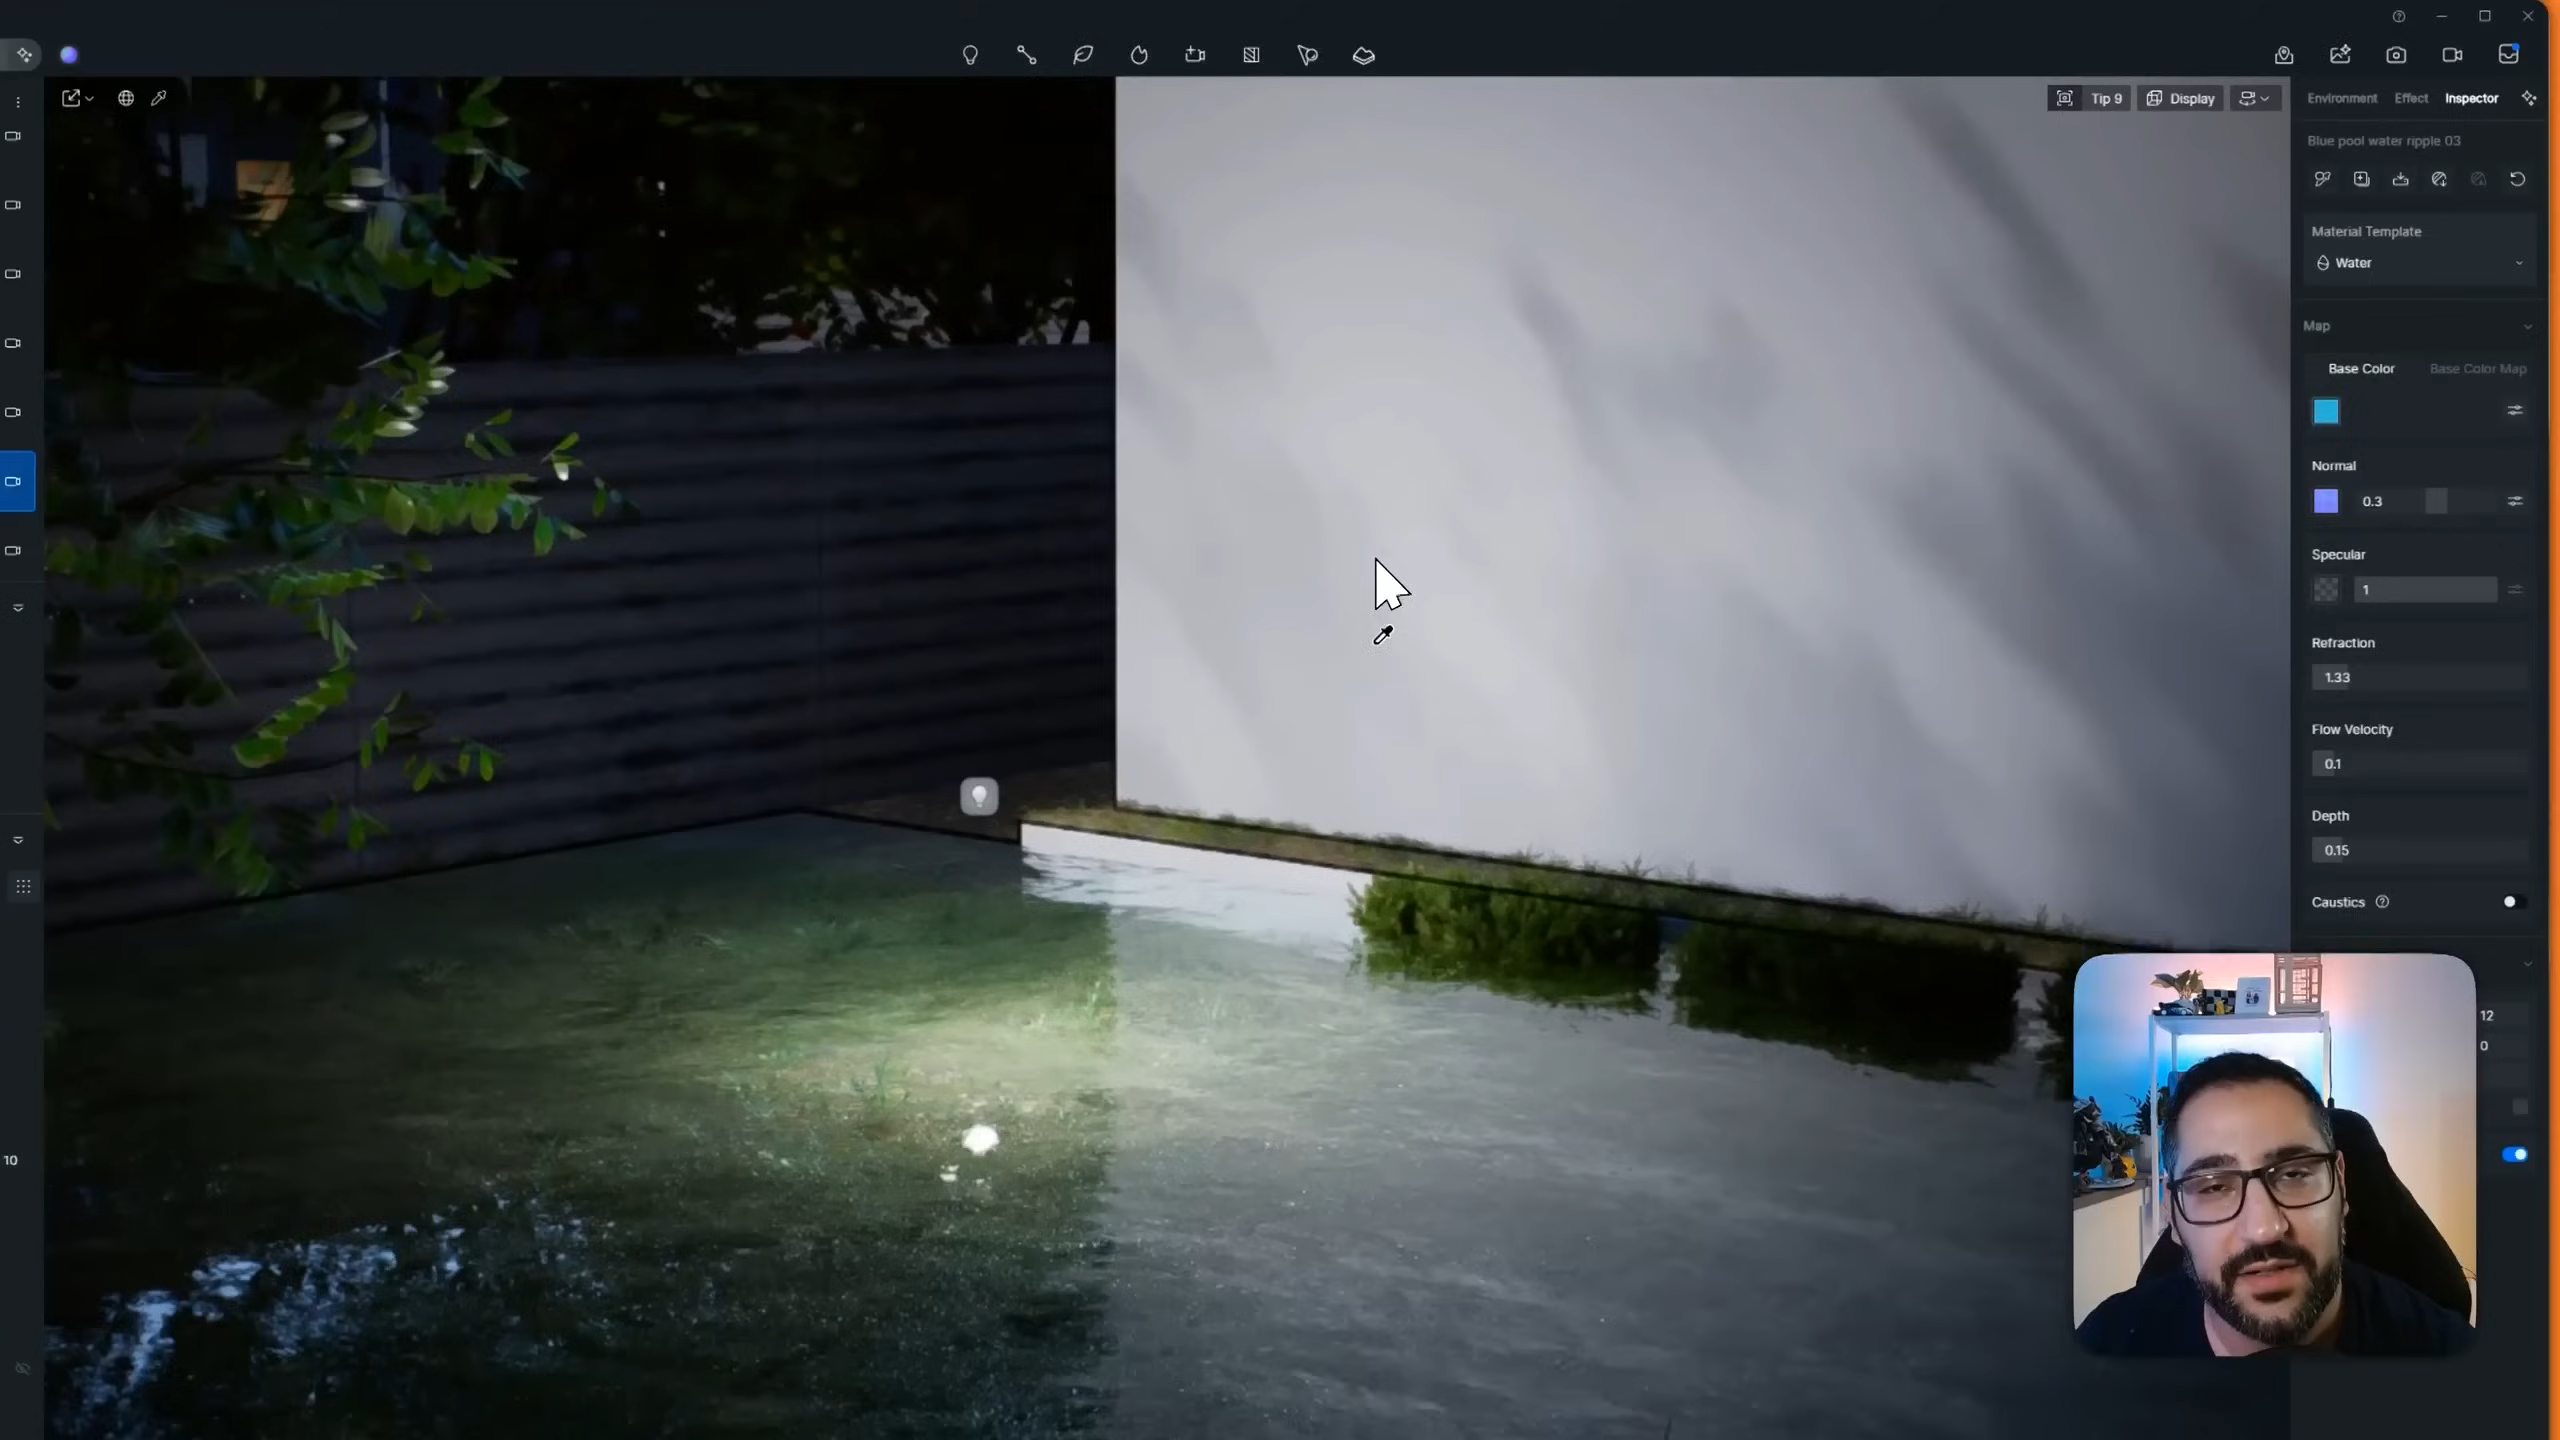 Tip 9
Display
Environment
Effect
Inspector
Blue pool water ripple 03
Material Template
Water
Map
Base Color
Base Color Map
Normal
0.3
Specular
1
Refraction
1.33
Flow Velocity
0.1
Depth
0.15
Caustics
12
0
10